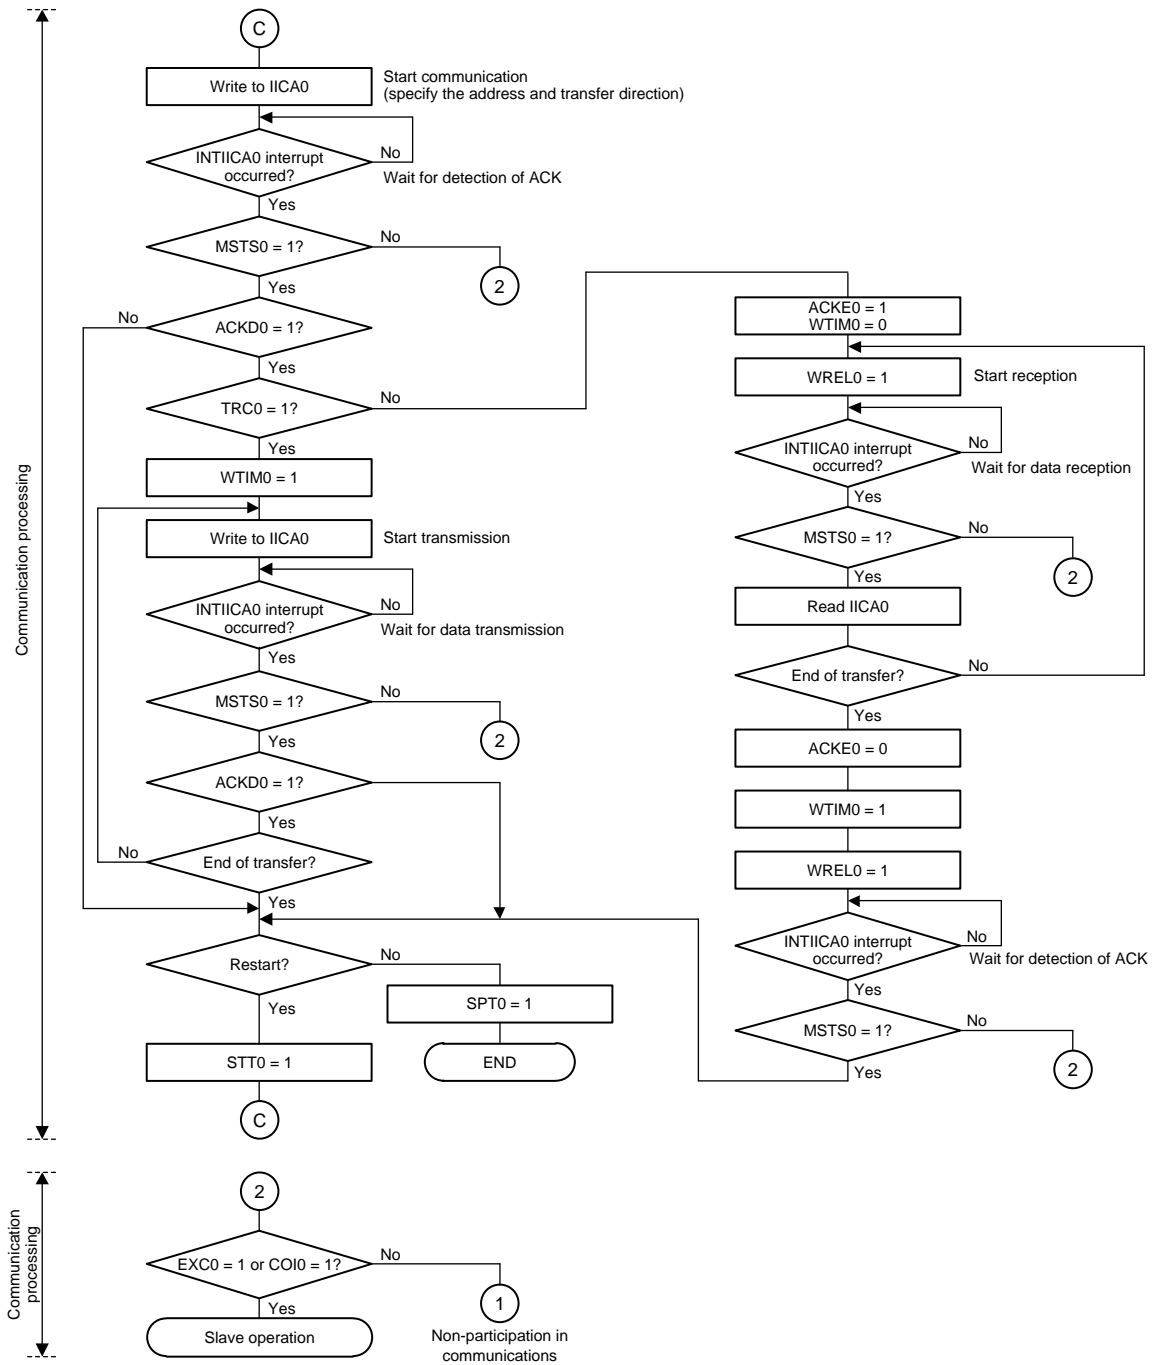 C
Write to IICA0
Start communication
(specify the address and transfer direction)
INTIICA0 interrupt
occurred?
No
Wait for detection of ACK
Yes
MSTS0 = 1?
No
2
Yes
No
ACKD0 = 1?
Yes
TRC0 = 1?
No
Yes
WTIM0 = 1
Write to IICA0
Start transmission
INTIICA0 interrupt
occurred?
No
Wait for data transmission
Yes
MSTS0 = 1?
No
2
Yes
ACKD0 = 1?
Yes
No
End of transfer?
Yes
Restart?
No
Yes
SPT0 = 1
END
STT0 = 1
C
ACKE0 = 1
WTIM0 = 0
WREL0 = 1
Start reception
INTIICA0 interrupt
occurred?
No
Wait for data reception
Yes
MSTS0 = 1?
No
2
Yes
Read IICA0
End of transfer?
No
Yes
ACKE0 = 0
WTIM0 = 1
WREL0 = 1
INTIICA0 interrupt
occurred?
No
Wait for detection of ACK
Yes
MSTS0 = 1?
No
2
Yes
Communication processing
2
EXC0 = 1 or COI0 = 1?
No
1
Non-participation in
communications
Yes
Slave operation
Communication
processing